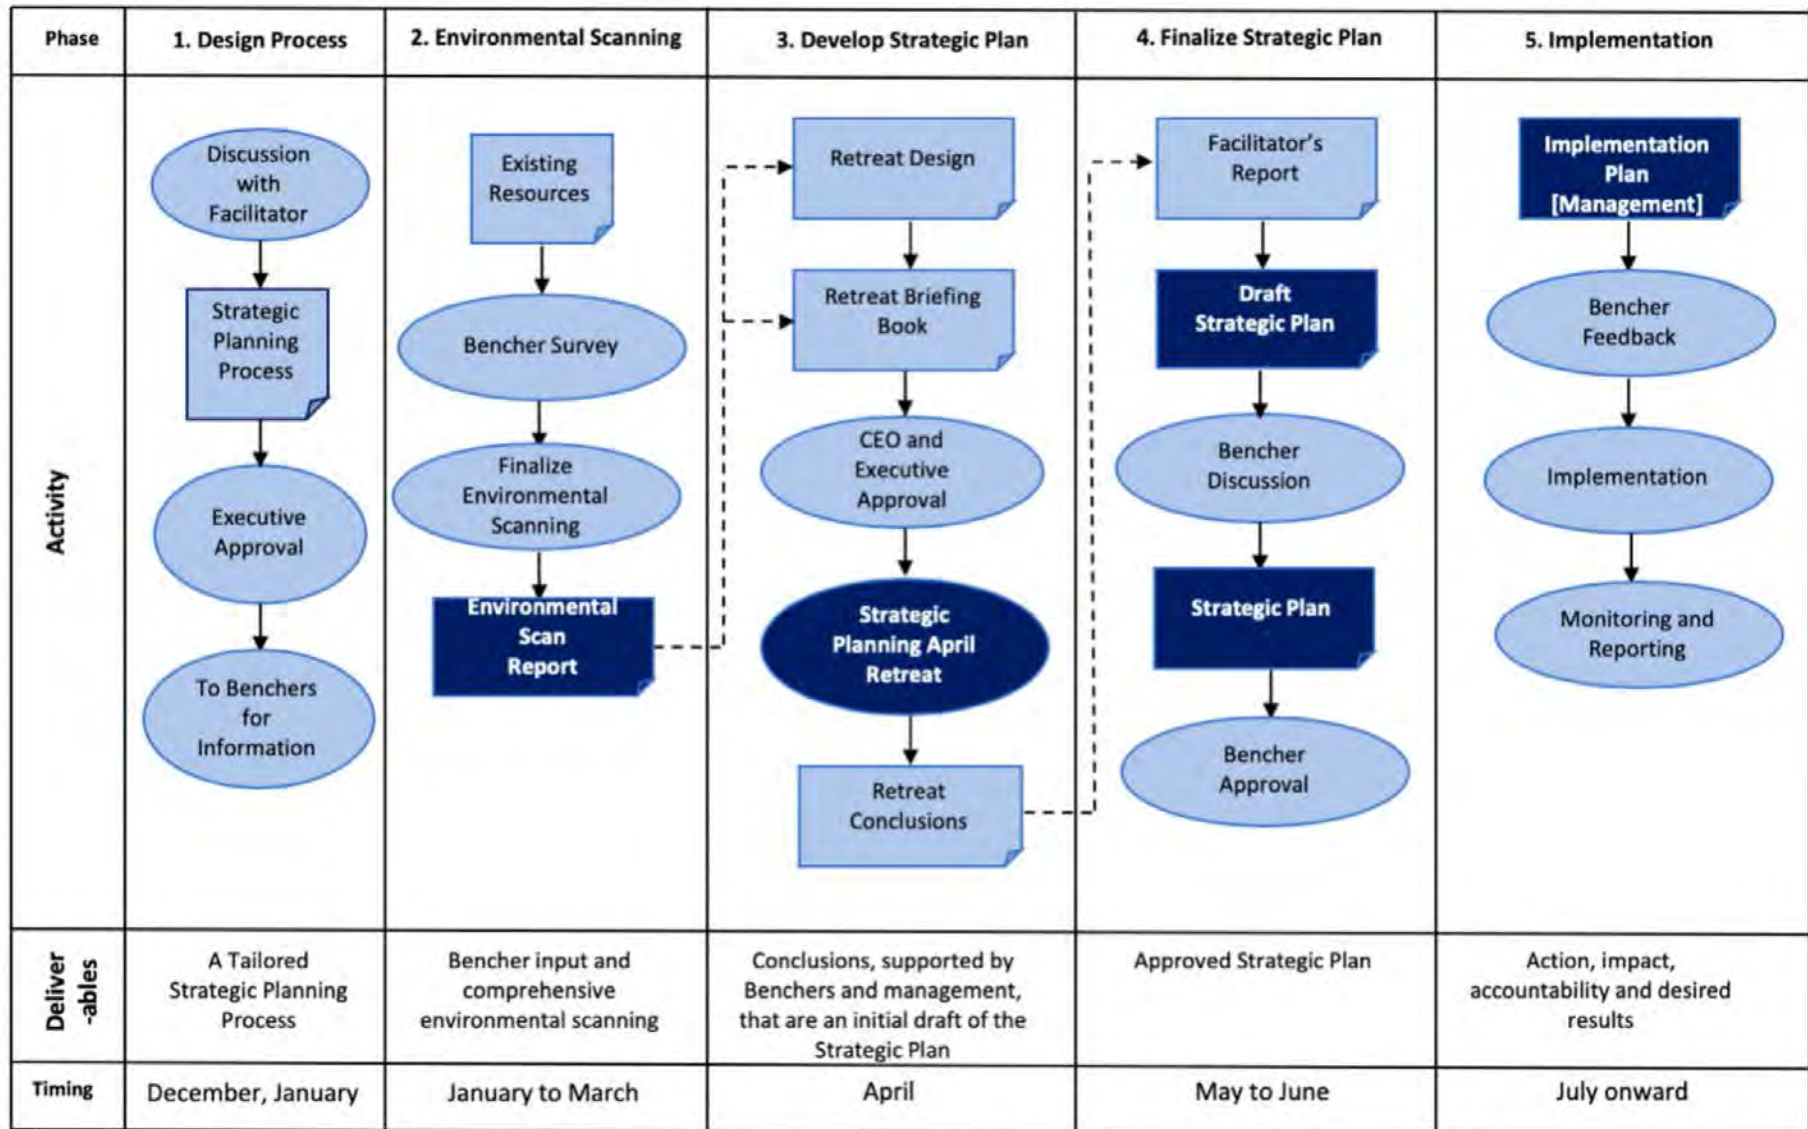 Phase
1. Design Process
2. Environmental Scanning
3. Develop Strategic Plan
4. Finalize Strategic Plan
5. Implementation
Activity
Discussion
with
Facilitator
Strategic
Planning
Process
Executive
Approval
To Benchers
for
Information
Existing
Resources
Bencher Survey
Finalize
Environmental
Scanning
Environmental
Scan
Report
Retreat Design
Retreat Briefing
Book
CEO and
Executive
Approval
Strategic
Planning April
Retreat
Retreat
Conclusions
Facilitator's
Report
Draft
Strategic Plan
Bencher
Discussion
Strategic Plan
Bencher
Approval
Implementation
Plan
[Management]
Bencher
Feedback
Implementation
Monitoring and
Reporting
Deliver
-ables
A Tailored
Strategic Planning
Process
Bencher input and
comprehensive
environmental scanning
Conclusions, supported by
Benchers and management,
that are an initial draft of the
Strategic Plan
Approved Strategic Plan
Action, impact,
accountability and desired
results
Timing
December, January
January to March
April
May to June
July onward